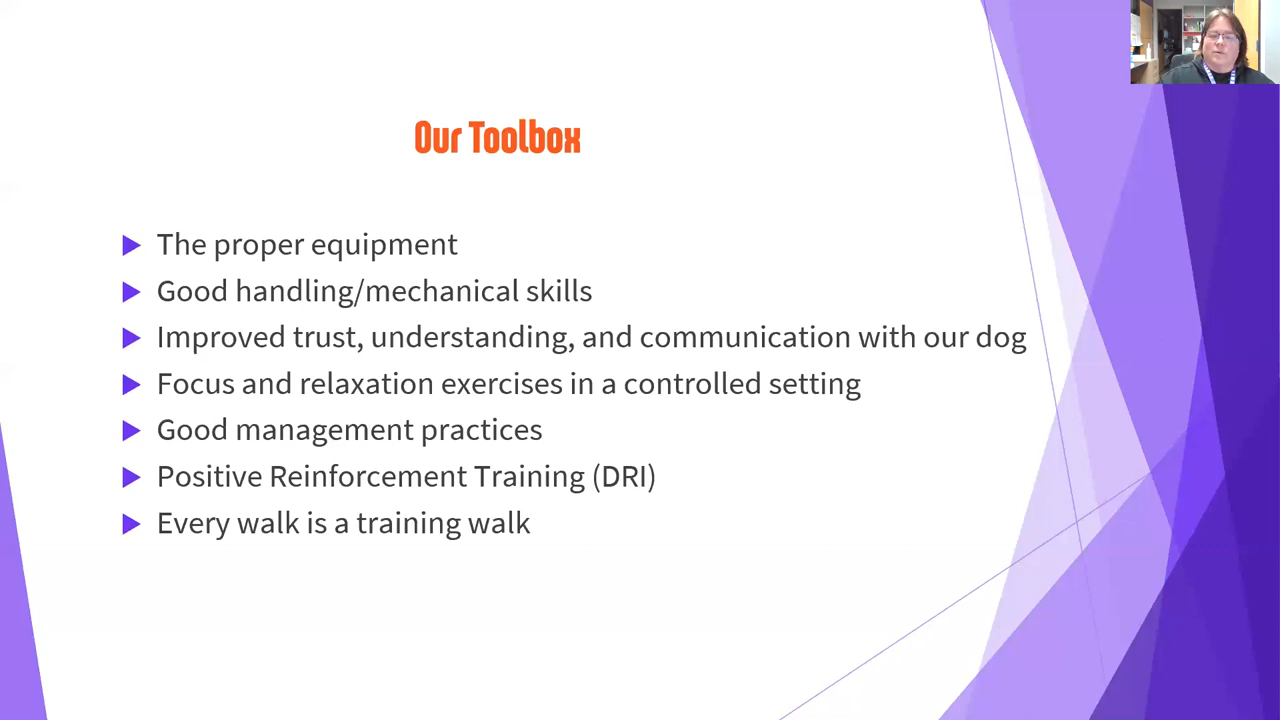 Our Toolbox
The proper equipment
Good handling/mechanical skills
Improved trust, understanding, and communication with our dog
Focus and relaxation exercises in a controlled setting
Good management practices
Positive Reinforcement Training (DRI)
Every walk is a training walk